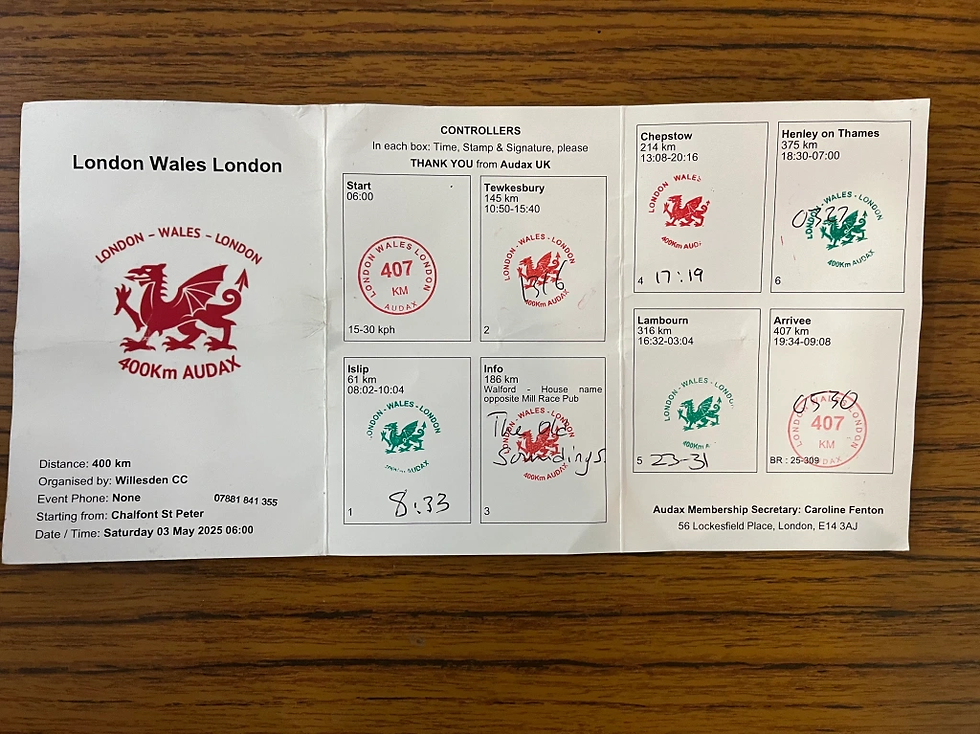 London Wales London
LONDON – WALES – LONDON
400Km AUDAX
Distance: 400 km
Organised by: Willesden CC
Event Phone: None 07881 841 355
Starting from: Chalfont St Peter
Date / Time: Saturday 03 May 2025 06:00
CONTROLLERS
In each box: Time, Stamp & Signature, please
THANK YOU from Audax UK
Start
06:00
LONDON WALES LONDON
407
KM
AUDAX
15-30 kph
Tewkesbury
145 km
10:50-15:40
LONDON - WALES - LONDON
400Km AUDAX
2
Islip
61 km
08:02-10:04
LONDON - WALES - LONDON
AUDAX
8:33
1
Info
186 km
Walford - House name
opposite Mill Race Pub
LONDON - WALES - LONDON
The Old
Soundings
400Km AUDAX
3
Chepstow
214 km
13:08-20:16
LONDON WALES
400Km AUD
4 17:19
Henley on Thames
375 km
18:30-07:00
- WALES - LONDON
400Km AUDAX
6
Lambourn
316 km
16:32-03:04
LONDON - WALES - LONDO
400Km A
5 23-31
Arrivee
407 km
19:34-09:08
0530
LONDON WALES LONDON
407
KM
AUDAX
BR : 25-309
Audax Membership Secretary: Caroline Fenton
56 Lockesfield Place, London, E14 3AJ